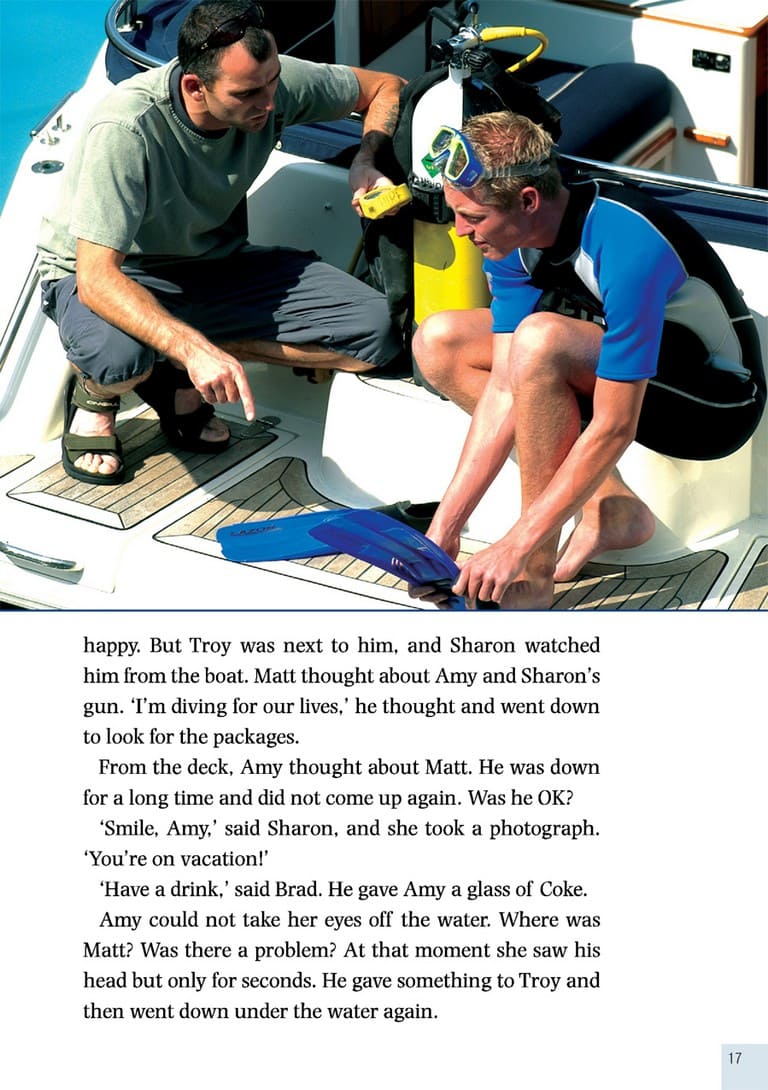 happy. But Troy was next to him, and Sharon watched
him from the boat. Matt thought about Amy and Sharon’s
gun. ‘I’m diving for our lives,’ he thought and went down
to look for the packages.
From the deck, Amy thought about Matt. He was down
for a long time and did not come up again. Was he OK?
‘Smile, Amy,’ said Sharon, and she took a photograph.
‘You’re on vacation!’
‘Have a drink,’ said Brad. He gave Amy a glass of Coke.
Amy could not take her eyes off the water. Where was
Matt? Was there a problem? At that moment she saw his
head but only for seconds. He gave something to Troy and
then went down under the water again.
17